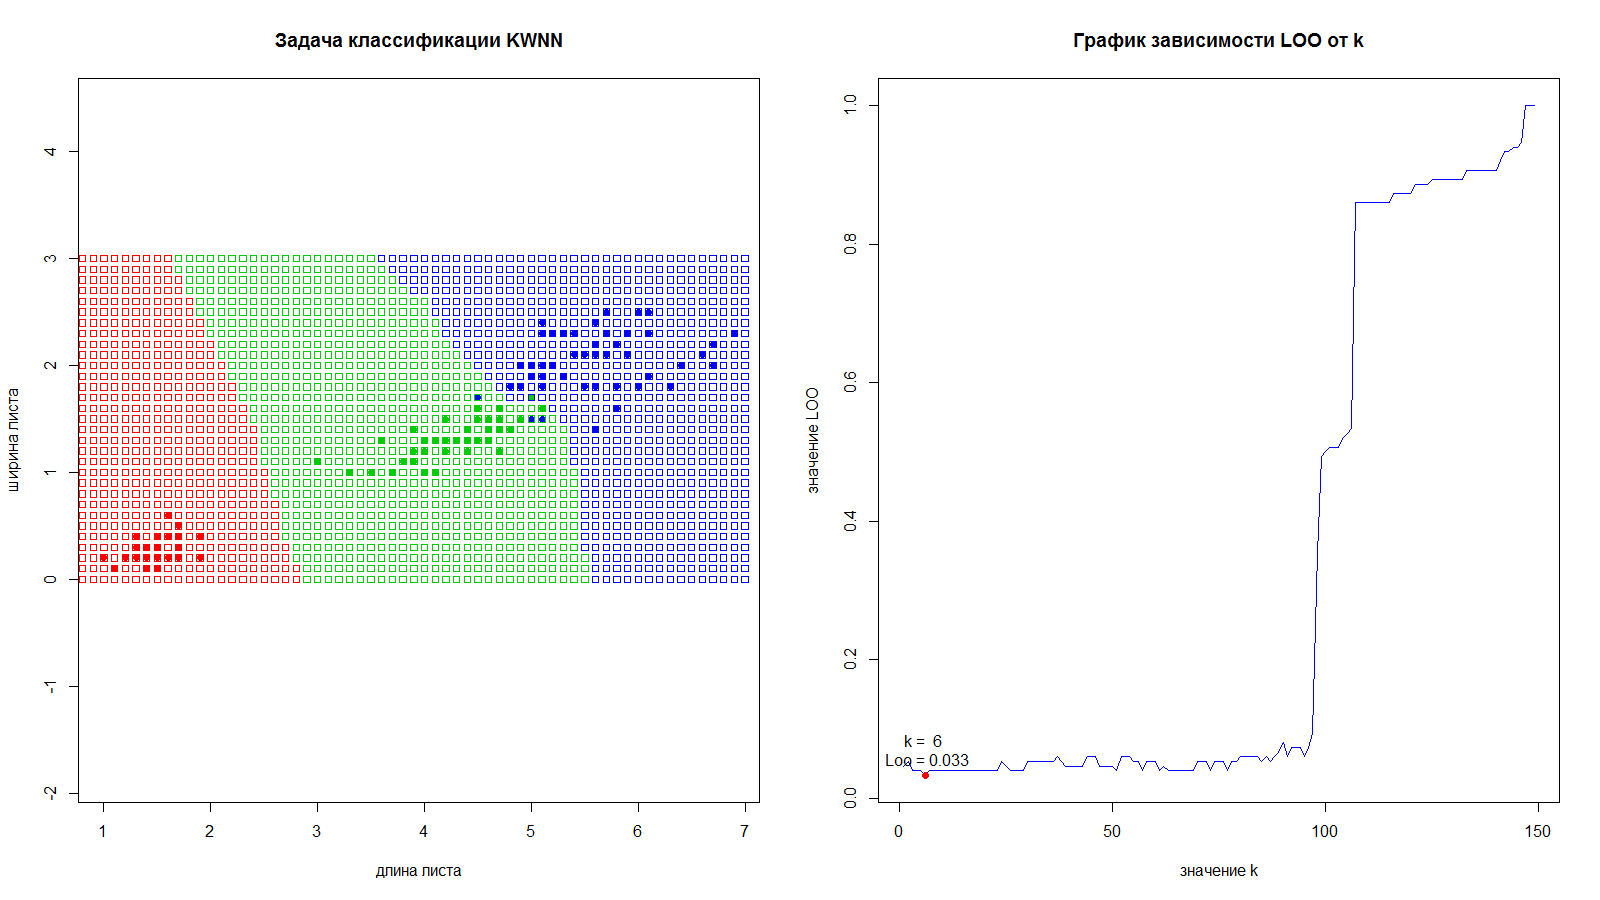 Задача классификации KWNN
ширина листа
4
3
2
1
0
-1
-2
1 2 3 4 5 6 7
длина листа
График зависимости LOO от k
значение LOO
1.0
0.8
0.6
0.4
0.2
0.0
k = 6
Loo = 0.033
0 50 100 150
значение k